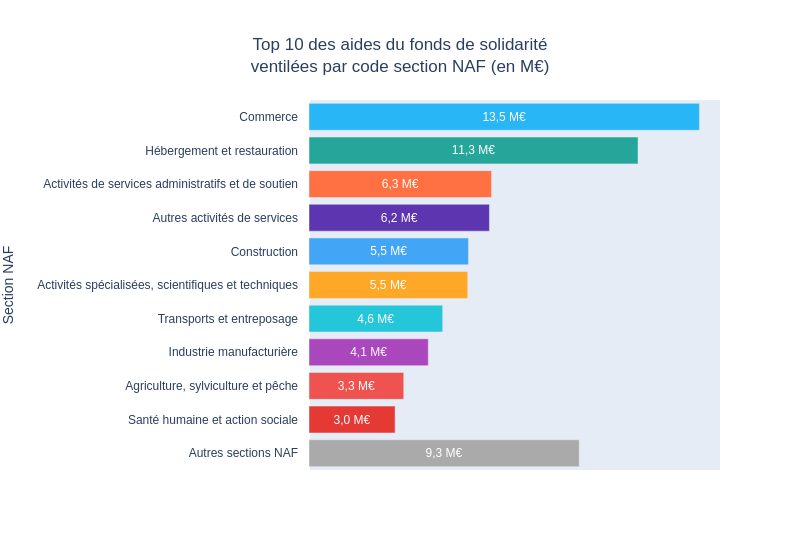 Top 10 des aides du fonds de solidarité
ventilées par code section NAF (en M€)
Section NAF
Commerce 13,5 M€
Hébergement et restauration 11,3 M€
Activités de services administratifs et de soutien 6,3 M€
Autres activités de services 6,2 M€
Construction 5,5 M€
Activités spécialisées, scientifiques et techniques 5,5 M€
Transports et entreposage 4,6 M€
Industrie manufacturière 4,1 M€
Agriculture, sylviculture et pêche 3,3 M€
Santé humaine et action sociale 3,0 M€
Autres sections NAF 9,3 M€